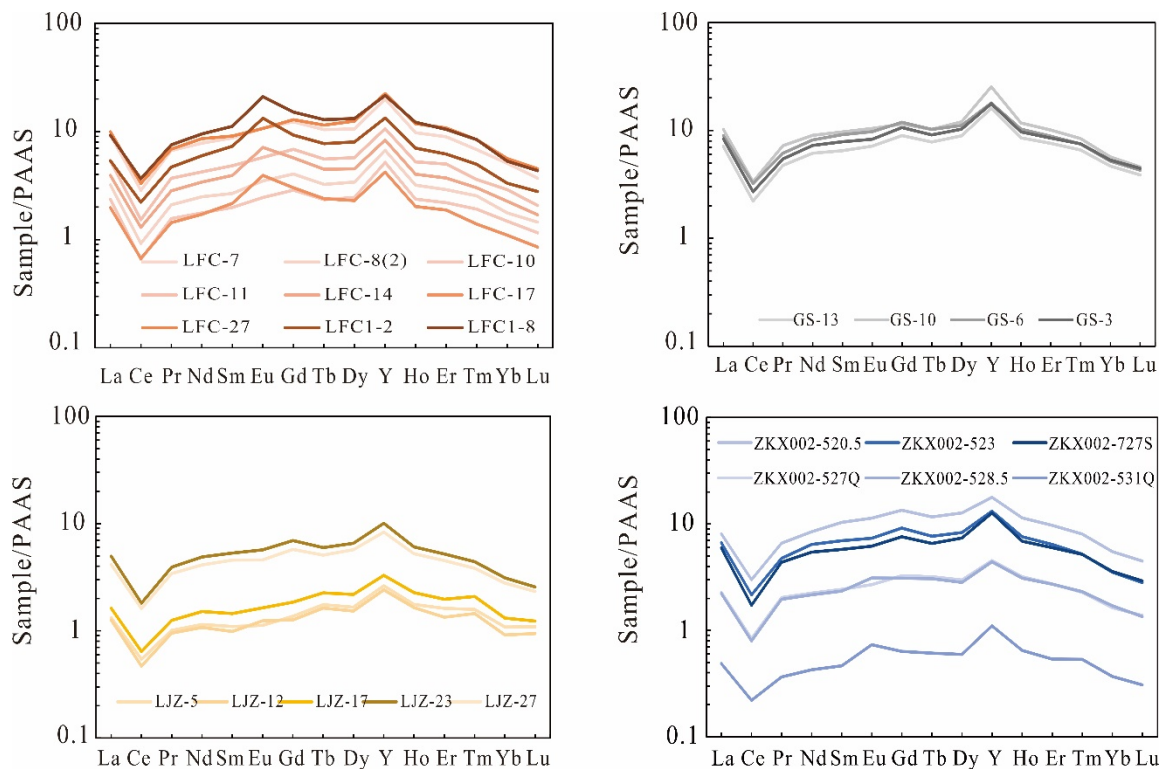 100
10
1
0.1
Sample/PAAS
LFC-7 LFC-8(2) LFC-10
LFC-11 LFC-14 LFC-17
LFC-27 LFC1-2 LFC1-8
La Ce Pr Nd Sm Eu Gd Tb Dy Y Ho Er Tm Yb Lu
100
10
1
0.1
Sample/PAAS
GS-13 GS-10 GS-6 GS-3
La Ce Pr Nd Sm Eu Gd Tb Dy Y Ho Er Tm Yb Lu
100
10
1
0.1
Sample/PAAS
LJZ-5 LJZ-12 LJZ-17 LJZ-23 LJZ-27
La Ce Pr Nd Sm Eu Gd Tb Dy Y Ho Er Tm Yb Lu
100
10
1
0.1
Sample/PAAS
ZKX002-520.5 ZKX002-523 ZKX002-727S
ZKX002-527Q ZKX002-528.5 ZKX002-531Q
La Ce Pr Nd Sm Eu Gd Tb Dy Y Ho Er Tm Yb Lu